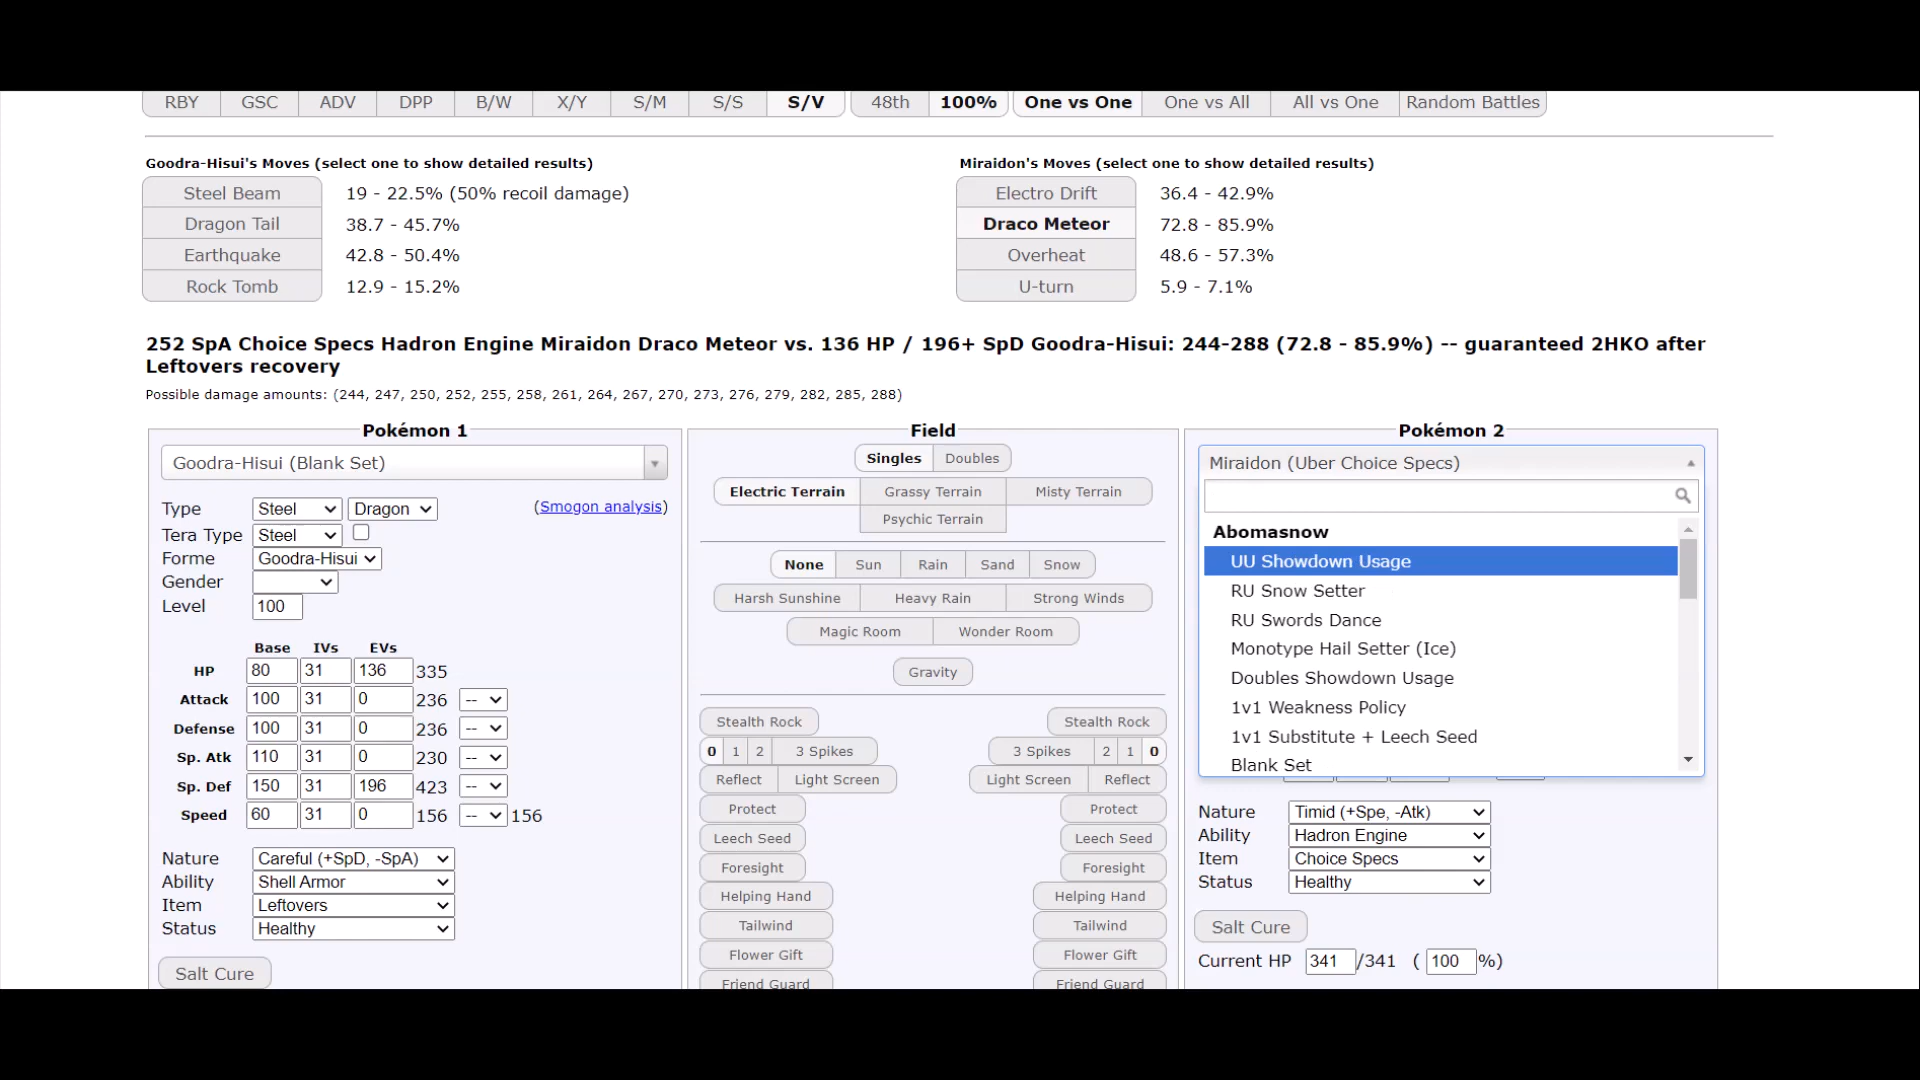 RBY GSC ADV DPP B/W X/Y S/M S/S S/V 48th 100% One vs One One vs All All vs One Random Battles
Goodra-Hisui's Moves (select one to show detailed results)
Steel Beam 19 - 22.5% (50% recoil damage)
Dragon Tail 38.7 - 45.7%
Earthquake 42.8 - 50.4%
Rock Tomb 12.9 - 15.2%
Miraidon's Moves (select one to show detailed results)
Electro Drift 36.4 - 42.9%
Draco Meteor 72.8 - 85.9%
Overheat 48.6 - 57.3%
U-turn 5.9 - 7.1%
252 SpA Choice Specs Hadron Engine Miraidon Draco Meteor vs. 136 HP / 196+ SpD Goodra-Hisui: 244-288 (72.8 - 85.9%) -- guaranteed 2HKO after
Leftovers recovery
Possible damage amounts: (244, 247, 250, 252, 255, 258, 261, 264, 267, 270, 273, 276, 279, 282, 285, 288)
Pokémon 1
Goodra-Hisui (Blank Set)
Type Steel Dragon (Smogon analysis)
Tera Type Steel
Forme Goodra-Hisui
Gender
Level 100
Base IVs EVs
HP 80 31 136 335
Attack 100 31 0 236 --
Defense 100 31 0 236 --
Sp. Atk 110 31 0 230 --
Sp. Def 150 31 196 423 --
Speed 60 31 0 156 -- 156
Nature Careful (+SpD, -SpA)
Ability Shell Armor
Item Leftovers
Status Healthy
Salt Cure
Field
Singles Doubles
Electric Terrain Grassy Terrain Misty Terrain
Psychic Terrain
None Sun Rain Sand Snow
Harsh Sunshine Heavy Rain Strong Winds
Magic Room Wonder Room
Gravity
Stealth Rock Stealth Rock
0 1 2 3 Spikes 3 Spikes 2 1 0
Reflect Light Screen Light Screen Reflect
Protect Protect
Leech Seed Leech Seed
Foresight Foresight
Helping Hand Helping Hand
Tailwind Tailwind
Flower Gift Flower Gift
Friend Guard Friend Guard
Pokémon 2
Miraidon (Uber Choice Specs)
Abomasnow
UU Showdown Usage
RU Snow Setter
RU Swords Dance
Monotype Hail Setter (Ice)
Doubles Showdown Usage
1v1 Weakness Policy
1v1 Substitute + Leech Seed
Blank Set
Nature Timid (+Spe, -Atk)
Ability Hadron Engine
Item Choice Specs
Status Healthy
Salt Cure
Current HP 341 /341 ( 100 %)